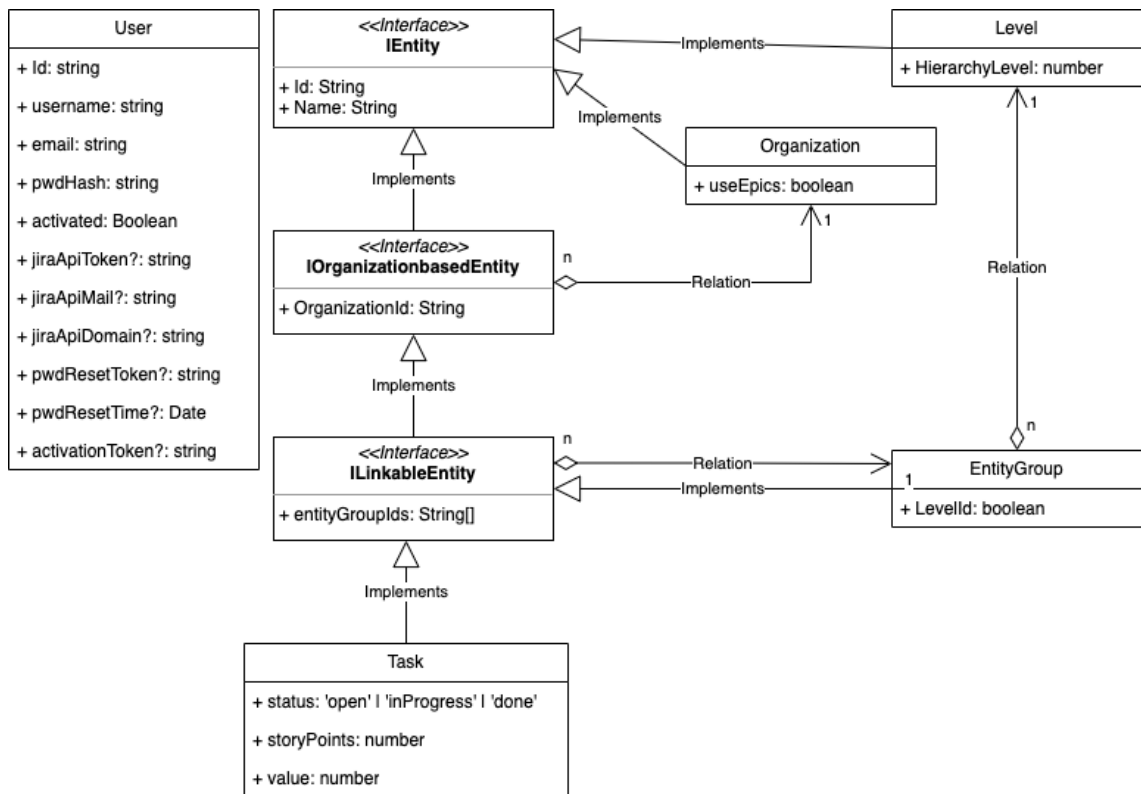 User
+ Id: string
+ username: string
+ email: string
+ pwdHash: string
+ activated: Boolean
+ jiraApiToken?: string
+ jiraApiMail?: string
+ jiraApiDomain?: string
+ pwdResetToken?: string
+ pwdResetTime?: Date
+ activationToken?: string
<<Interface>>
IEntity
+ Id: String
+ Name: String
Implements
Level
+ HierarchyLevel: number
1
Implements
Organization
+ useEpics: boolean
1
Implements
<<Interface>>
IOrganizationbasedEntity
+ OrganizationId: String
n
Relation
Relation
Implements
<<Interface>>
ILinkableEntity
+ entityGroupIds: String[]
n
Relation
Implements
1
n
EntityGroup
+ LevelId: boolean
Implements
Task
+ status: 'open' | 'inProgress' | 'done'
+ storyPoints: number
+ value: number